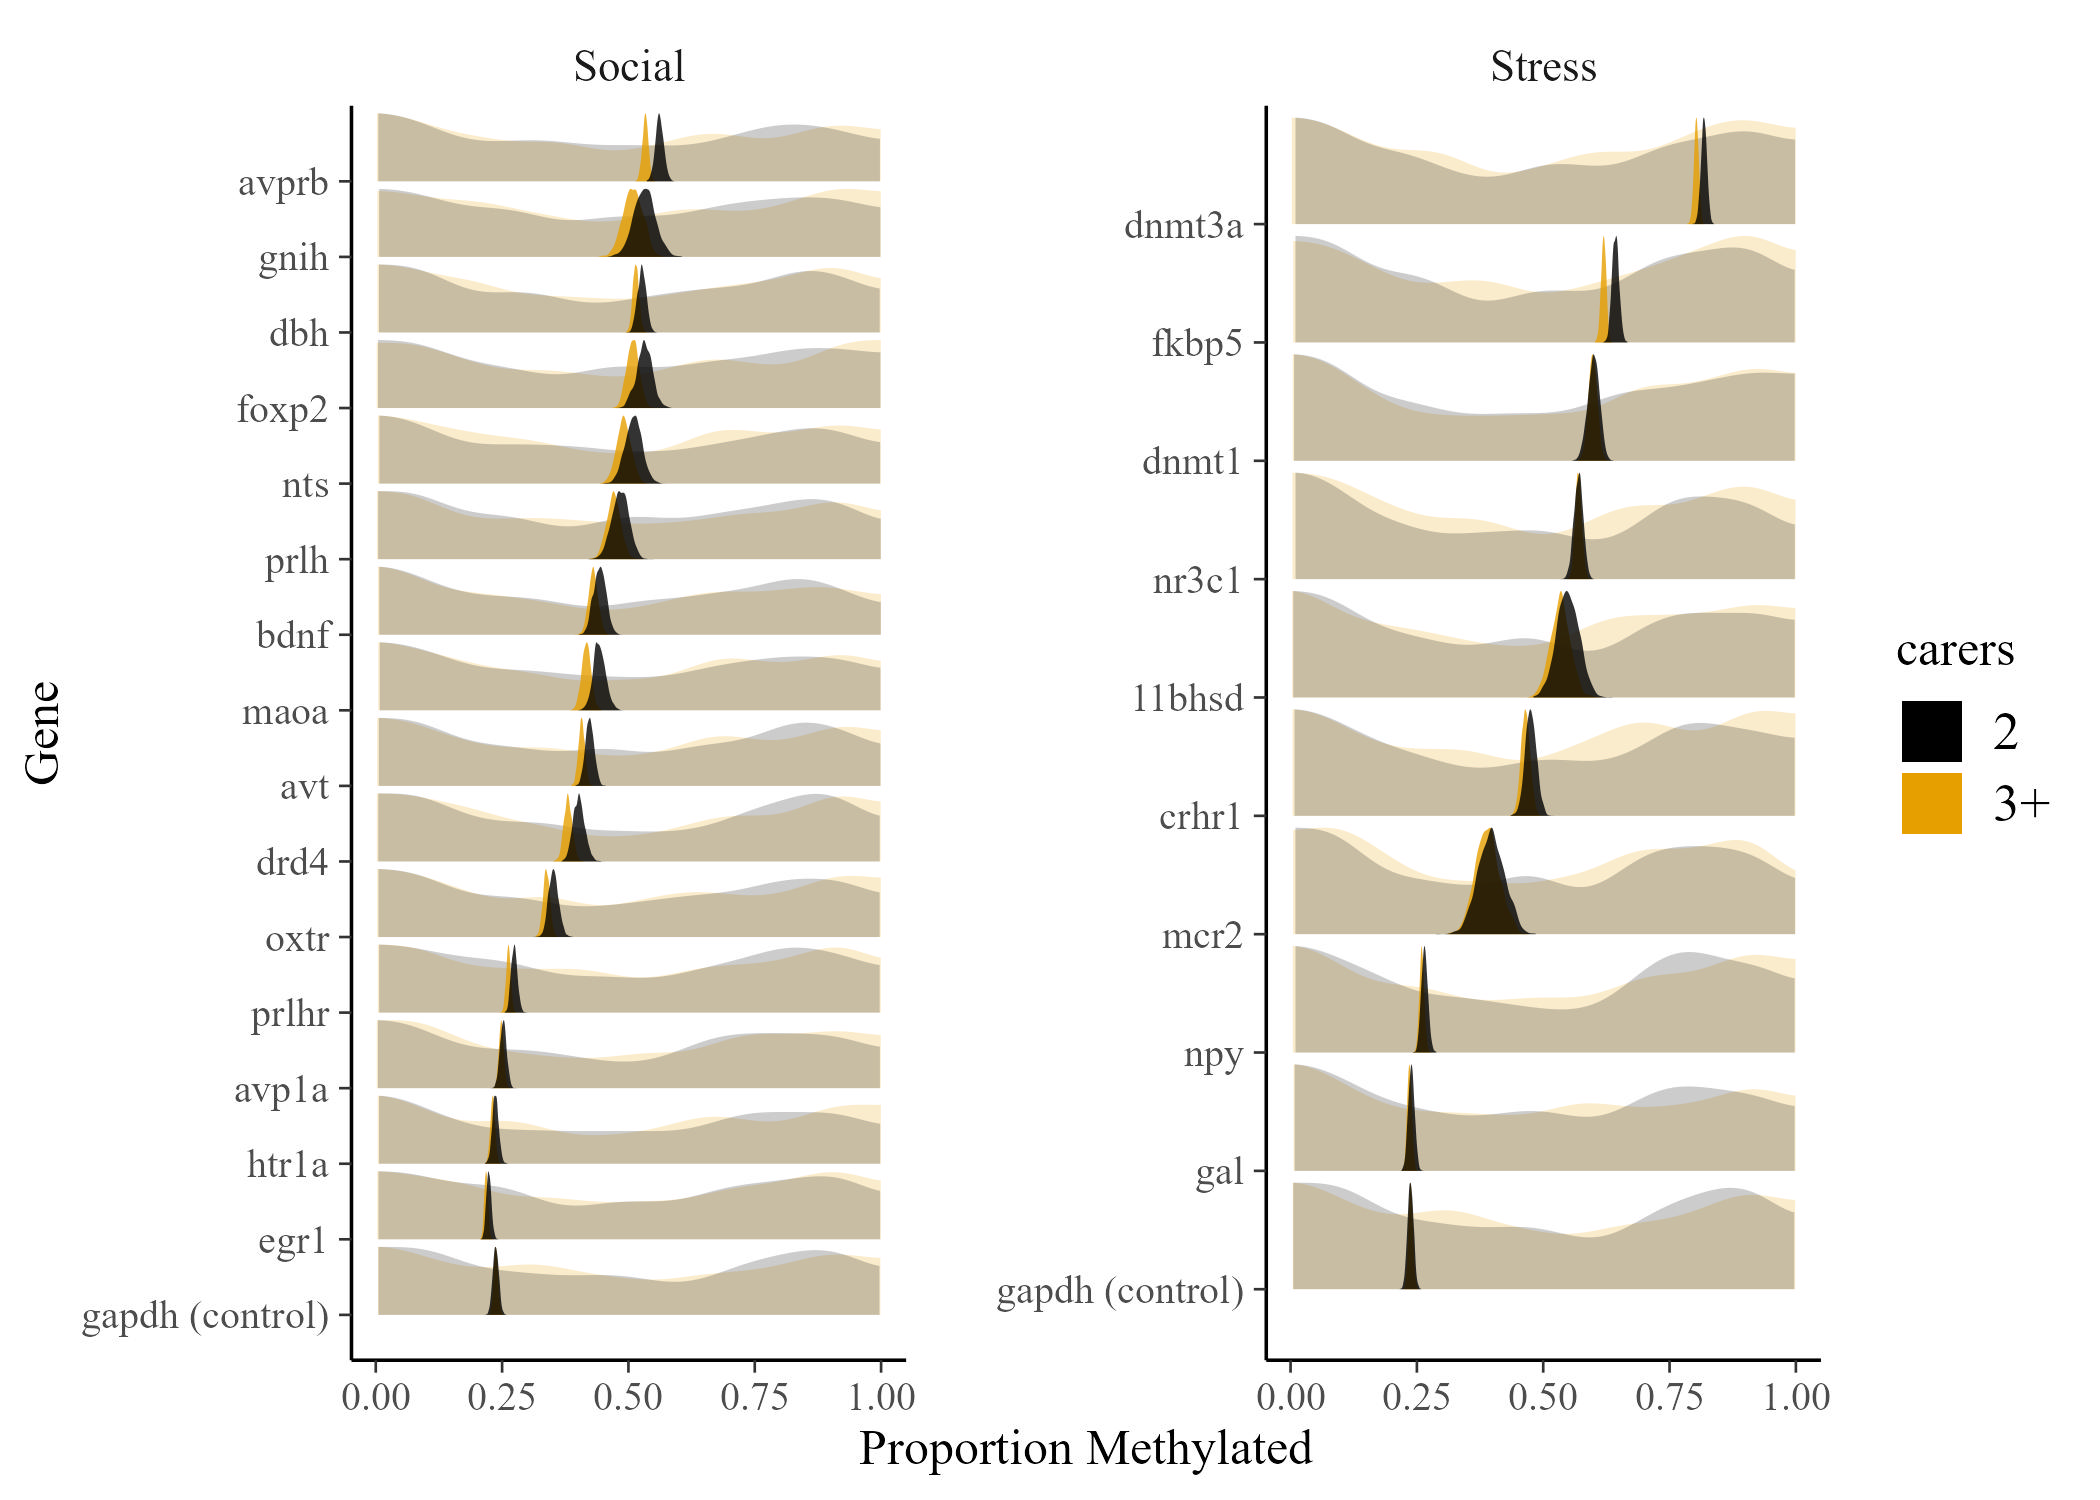 Social
avprb
gnih
dbh
foxp2
nts
prlh
bdnf
maoa
avt
drd4
oxtr
prlhr
avp1a
htr1a
egr1
gapdh (control)
0.00 0.25 0.50 0.75 1.00
Stress
dnmt3a
fkbp5
dnmt1
nr3c1
11bhsd
crhr1
mcr2
npy
gal
gapdh (control)
0.00 0.25 0.50 0.75 1.00
Gene
Proportion Methylated
carers
2
3+